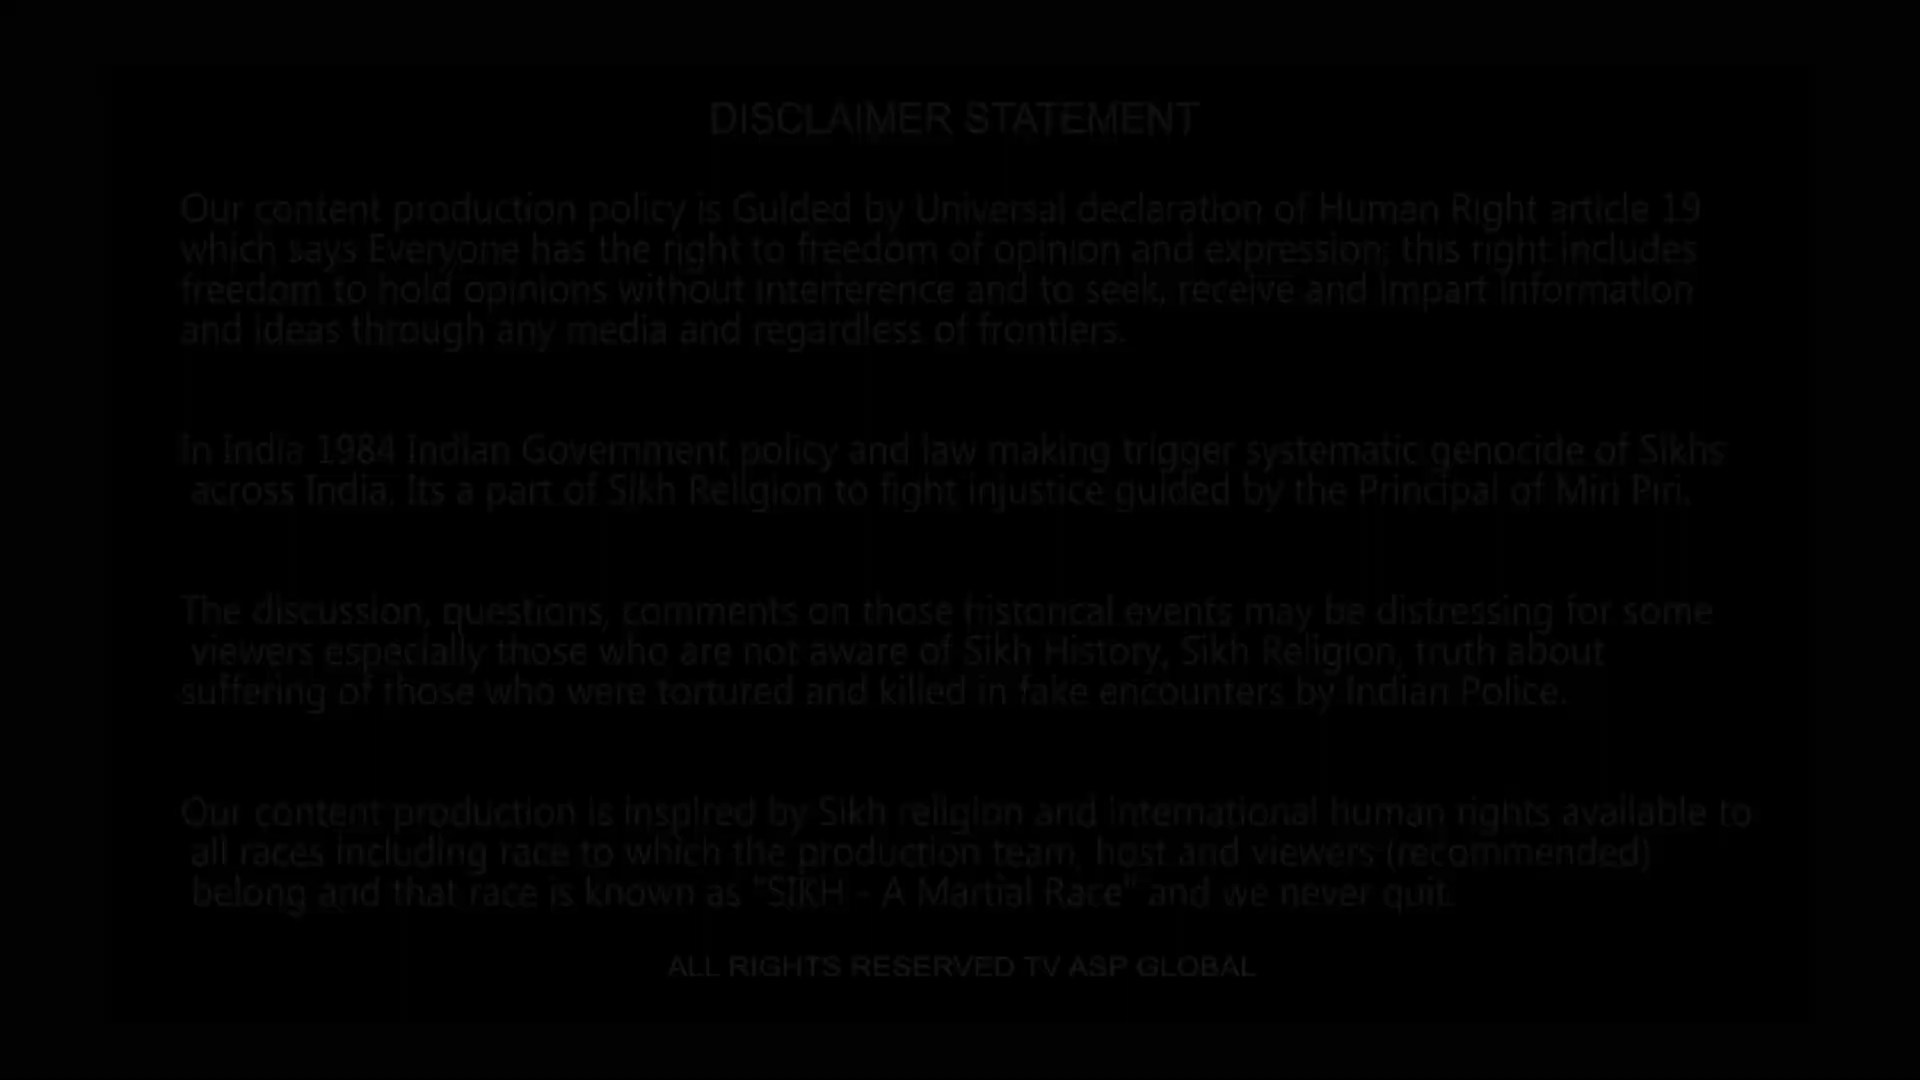 DISCLAIMER STATEMENT
Our content production policy is Guided by Universal declaration of Human Right article 19
which says Everyone has the right to freedom of opinion and expression; this right includes
freedom to hold opinions without interference and to seek, receive and impart information
and ideas through any media and regardless of frontiers.
In India 1984 Indian Government policy and law making trigger systematic genocide of Sikhs
across India. Its a part of Sikh Religion to fight injustice guided by the Principal of Miri Piri.
The discussion, questions, comments on those historical events may be distressing for some
viewers especially those who are not aware of Sikh History, Sikh Religion, truth about
suffering of those who were tortured and killed in fake encounters by Indian Police.
Our content production is inspired by Sikh religion and international human rights available to
all races including race to which the production team, host and viewers (recommended)
belong and that race is known as "SIKH - A Martial Race" and we never quit.
ALL RIGHTS RESERVED TV ASP GLOBAL